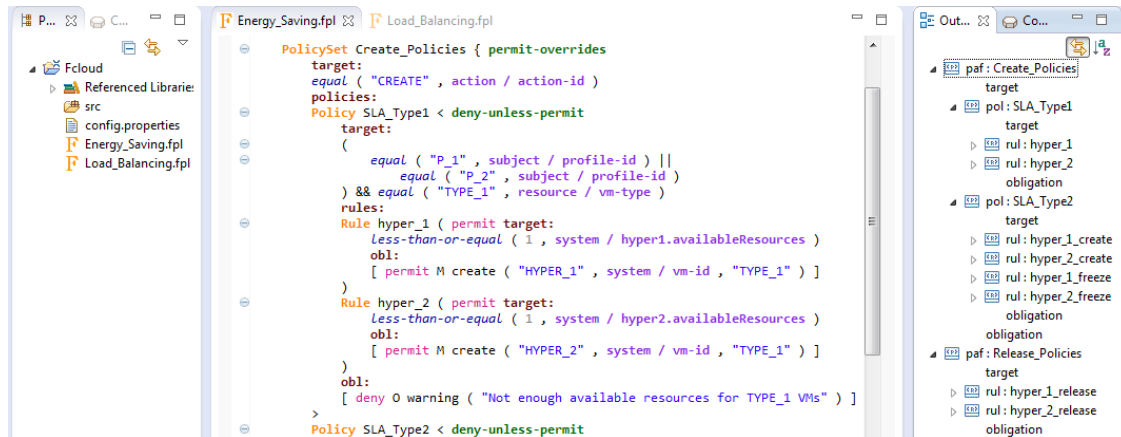 P...
C...
Fcloud
Referenced Libraries
src
config.properties
Energy_Saving.fpl
Load_Balancing.fpl
Energy_Saving.fpl
Load_Balancing.fpl
PolicySet Create_Policies { permit-overrides
target:
equal ( "CREATE" , action / action-id )
policies:
Policy SLA_Type1 < deny-unless-permit
target:
(
equal ( "P_1" , subject / profile-id ) ||
equal ( "P_2" , subject / profile-id )
) && equal ( "TYPE_1" , resource / vm-type )
rules:
Rule hyper_1 ( permit target:
less-than-or-equal ( 1 , system / hyper1.availableResources )
obl:
[ permit M create ( "HYPER_1" , system / vm-id , "TYPE_1" ) ]
)
Rule hyper_2 ( permit target:
less-than-or-equal ( 1 , system / hyper2.availableResources )
obl:
[ permit M create ( "HYPER_2" , system / vm-id , "TYPE_1" ) ]
)
obl:
[ deny O warning ( "Not enough available resources for TYPE_1 VMs" ) ]
>
Policy SLA_Type2 < deny-unless-permit
Out...
Co...
paf : Create_Policies
target
pol : SLA_Type1
target
rul : hyper_1
rul : hyper_2
obligation
pol : SLA_Type2
target
rul : hyper_1_create
rul : hyper_2_create
rul : hyper_1_freeze
rul : hyper_2_freeze
obligation
obligation
paf : Release_Policies
target
rul : hyper_1_release
rul : hyper_2_release
obligation